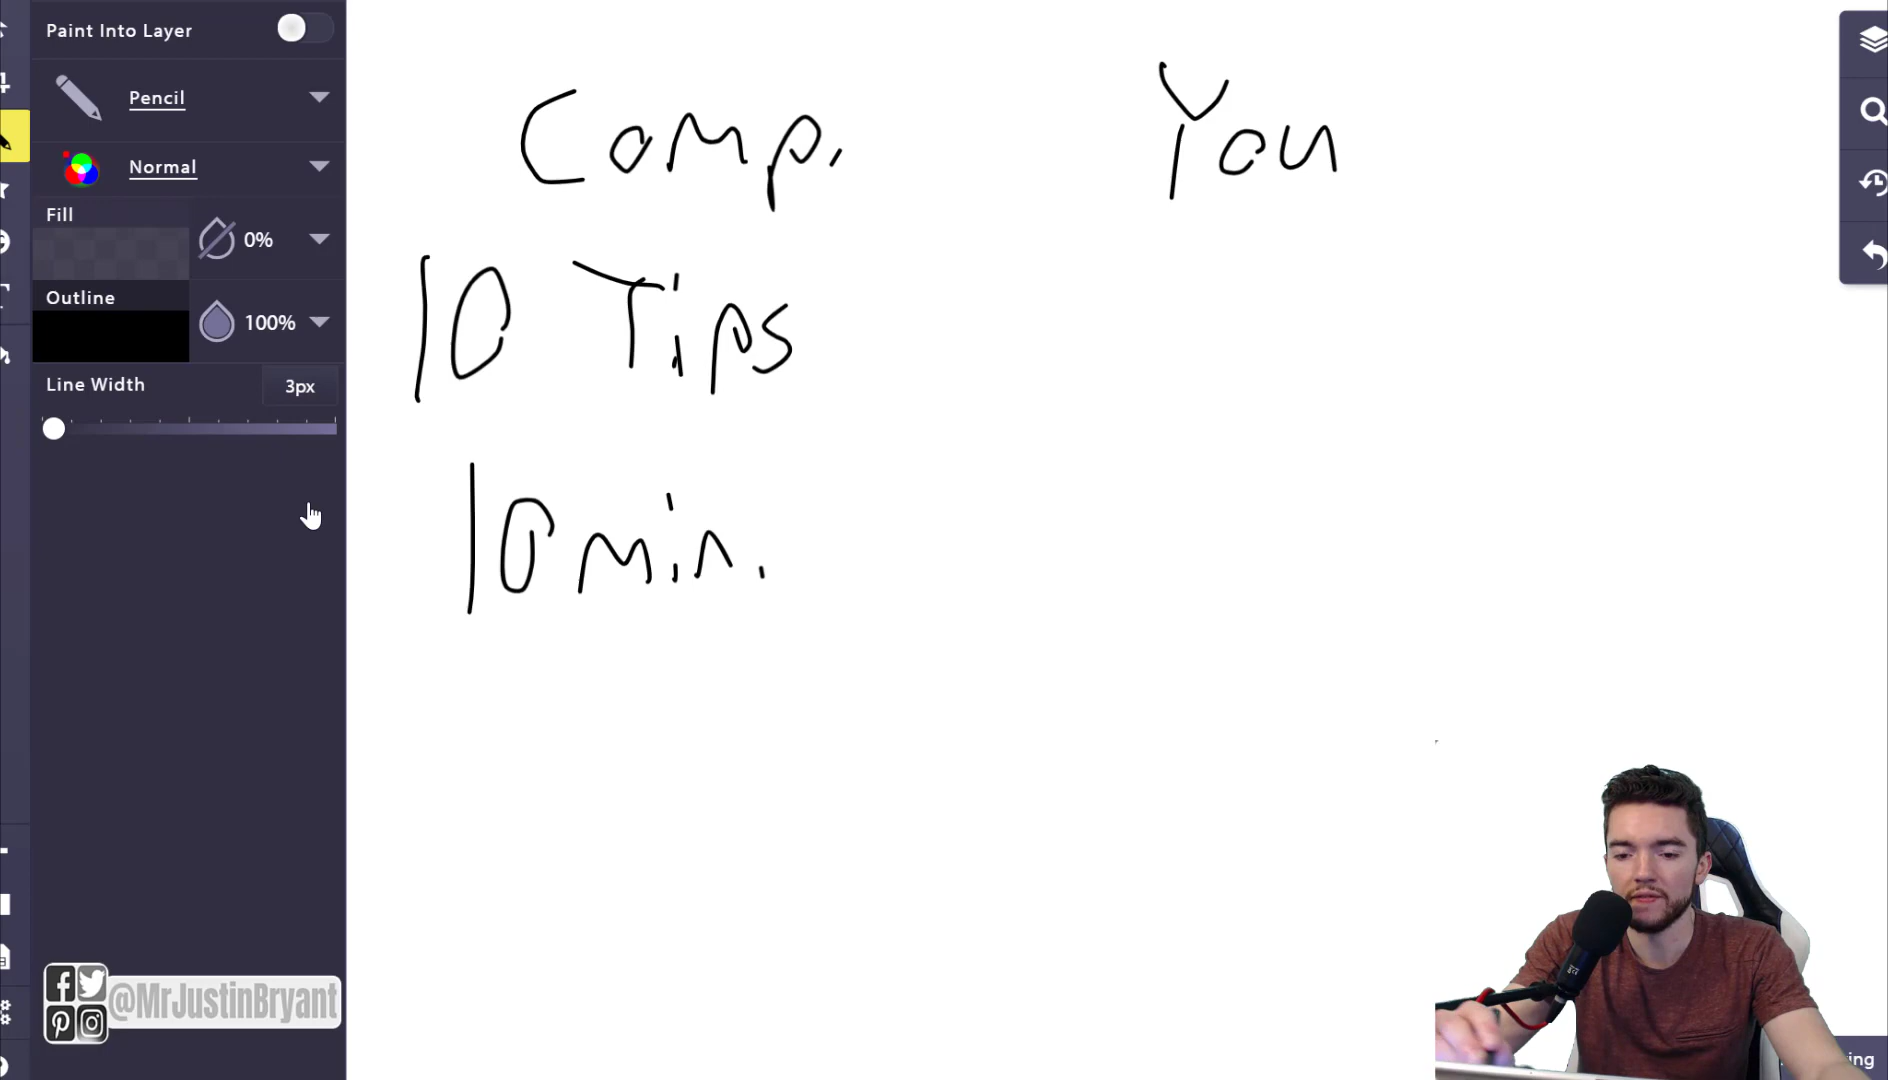 Paint Into Layer
Pencil
Normal
Fill
0%
Outline
100%
Line Width
3px
Comp.
You
10 Tips
10 min.
@MrJustinBryant
ing